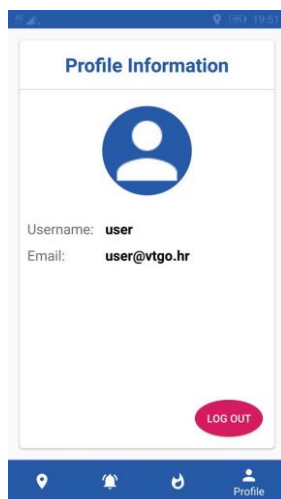 19:51
Profile Information
Username: user
Email: user@vtgo.hr
LOG OUT
Profile